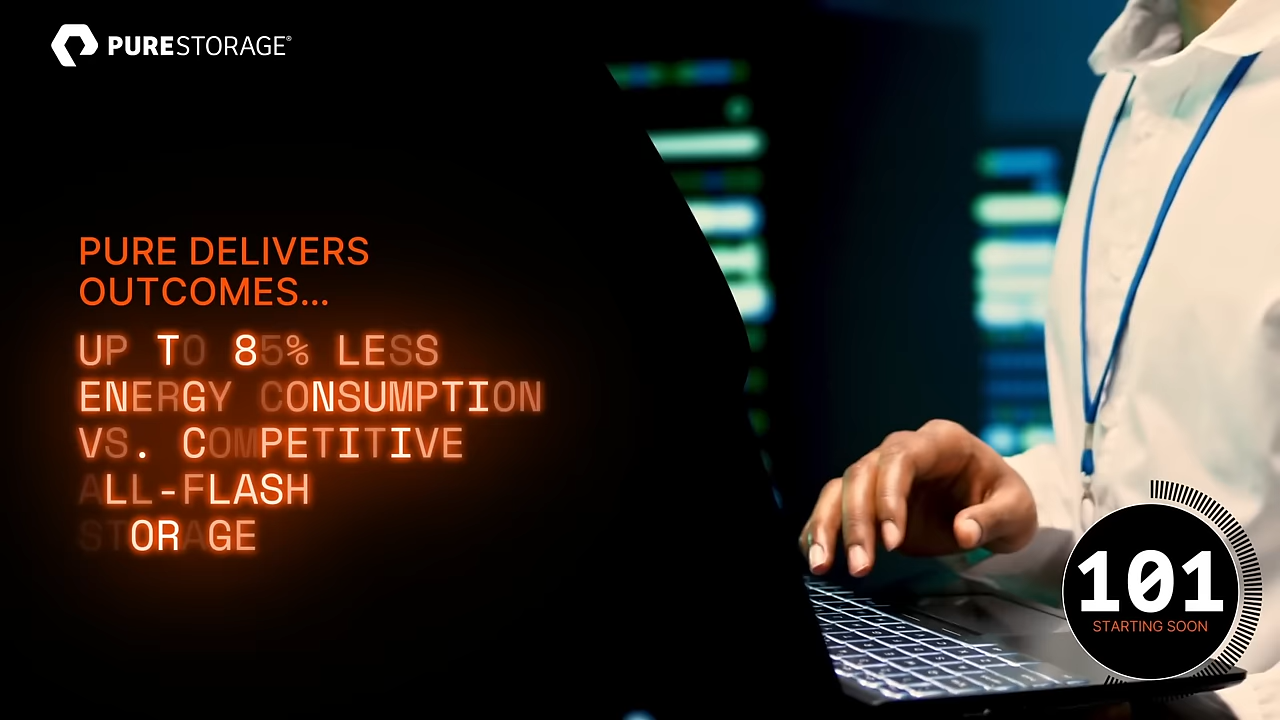 PURESTORAGE®
PURE DELIVERS
OUTCOMES...
UP TO 85% LESS
ENERGY CONSUMPTION
VS. COMPETITIVE
ALL-FLASH
STORAGE
101
STARTING SOON